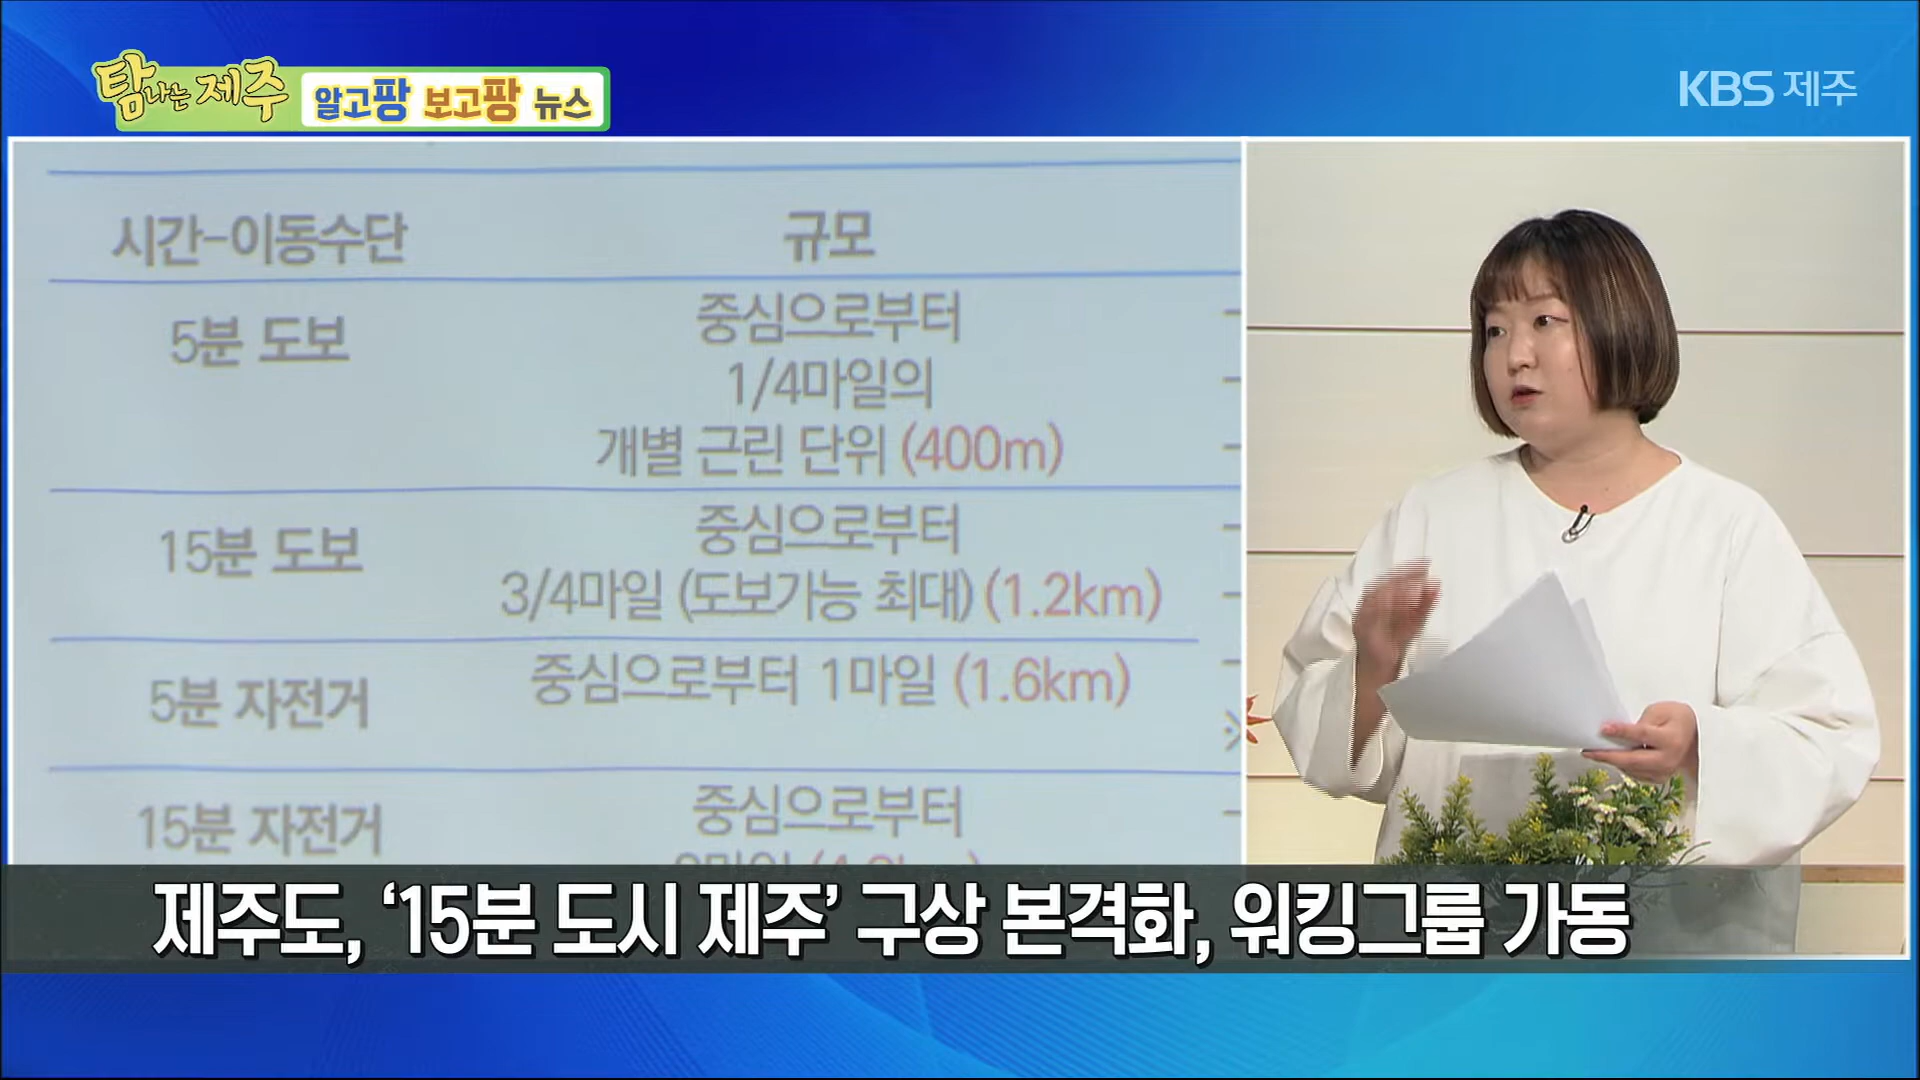 탐나는 제주 알고팡 보고팡 뉴스
KBS 제주
시간-이동수단 규모
5분 도보
중심으로부터
1/4마일의
개별 근린 단위 (400m)
15분 도보
중심으로부터
3/4마일 (도보가능 최대) (1.2km)
5분 자전거
중심으로부터 1마일 (1.6km)
15분 자전거
중심으로부터
제주도, ‘15분 도시 제주’ 구상 본격화, 워킹그룹 가동